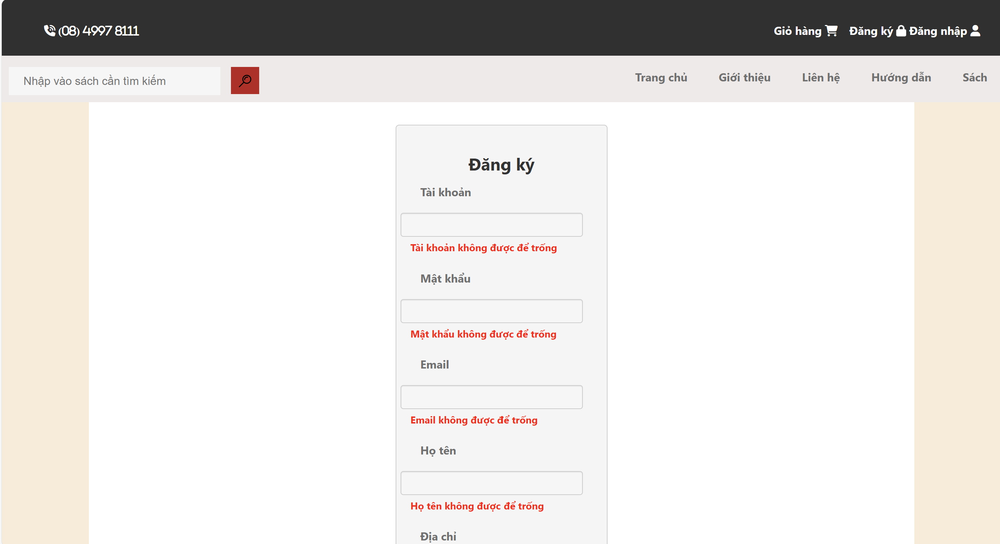 (08) 4997 8111 Giỏ hàng Đăng ký Đăng nhập
Nhập vào sách cần tìm kiếm Trang chủ Giới thiệu Liên hệ Hướng dẫn Sách
Đăng ký
Tài khoản
Tài khoản không được để trống
Mật khẩu
Mật khẩu không được để trống
Email
Email không được để trống
Họ tên
Họ tên không được để trống
Địa chỉ